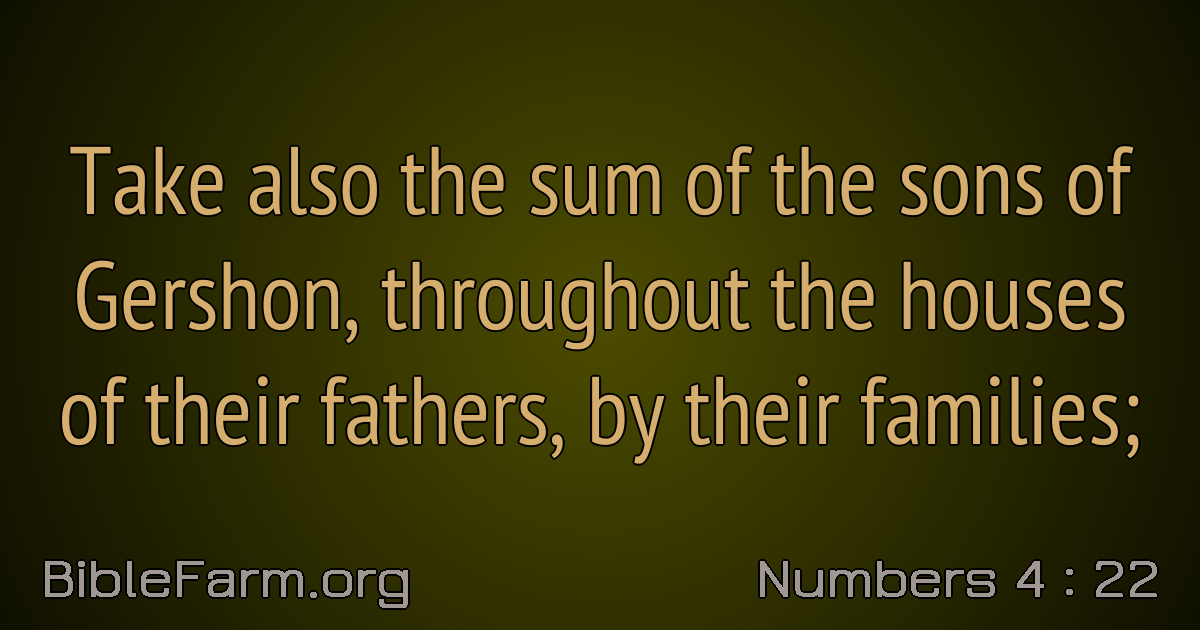 Take also the sum of the sons of
Gershon, throughout the houses
of their fathers, by their families;
BibleFarm.org
Numbers 4 : 22